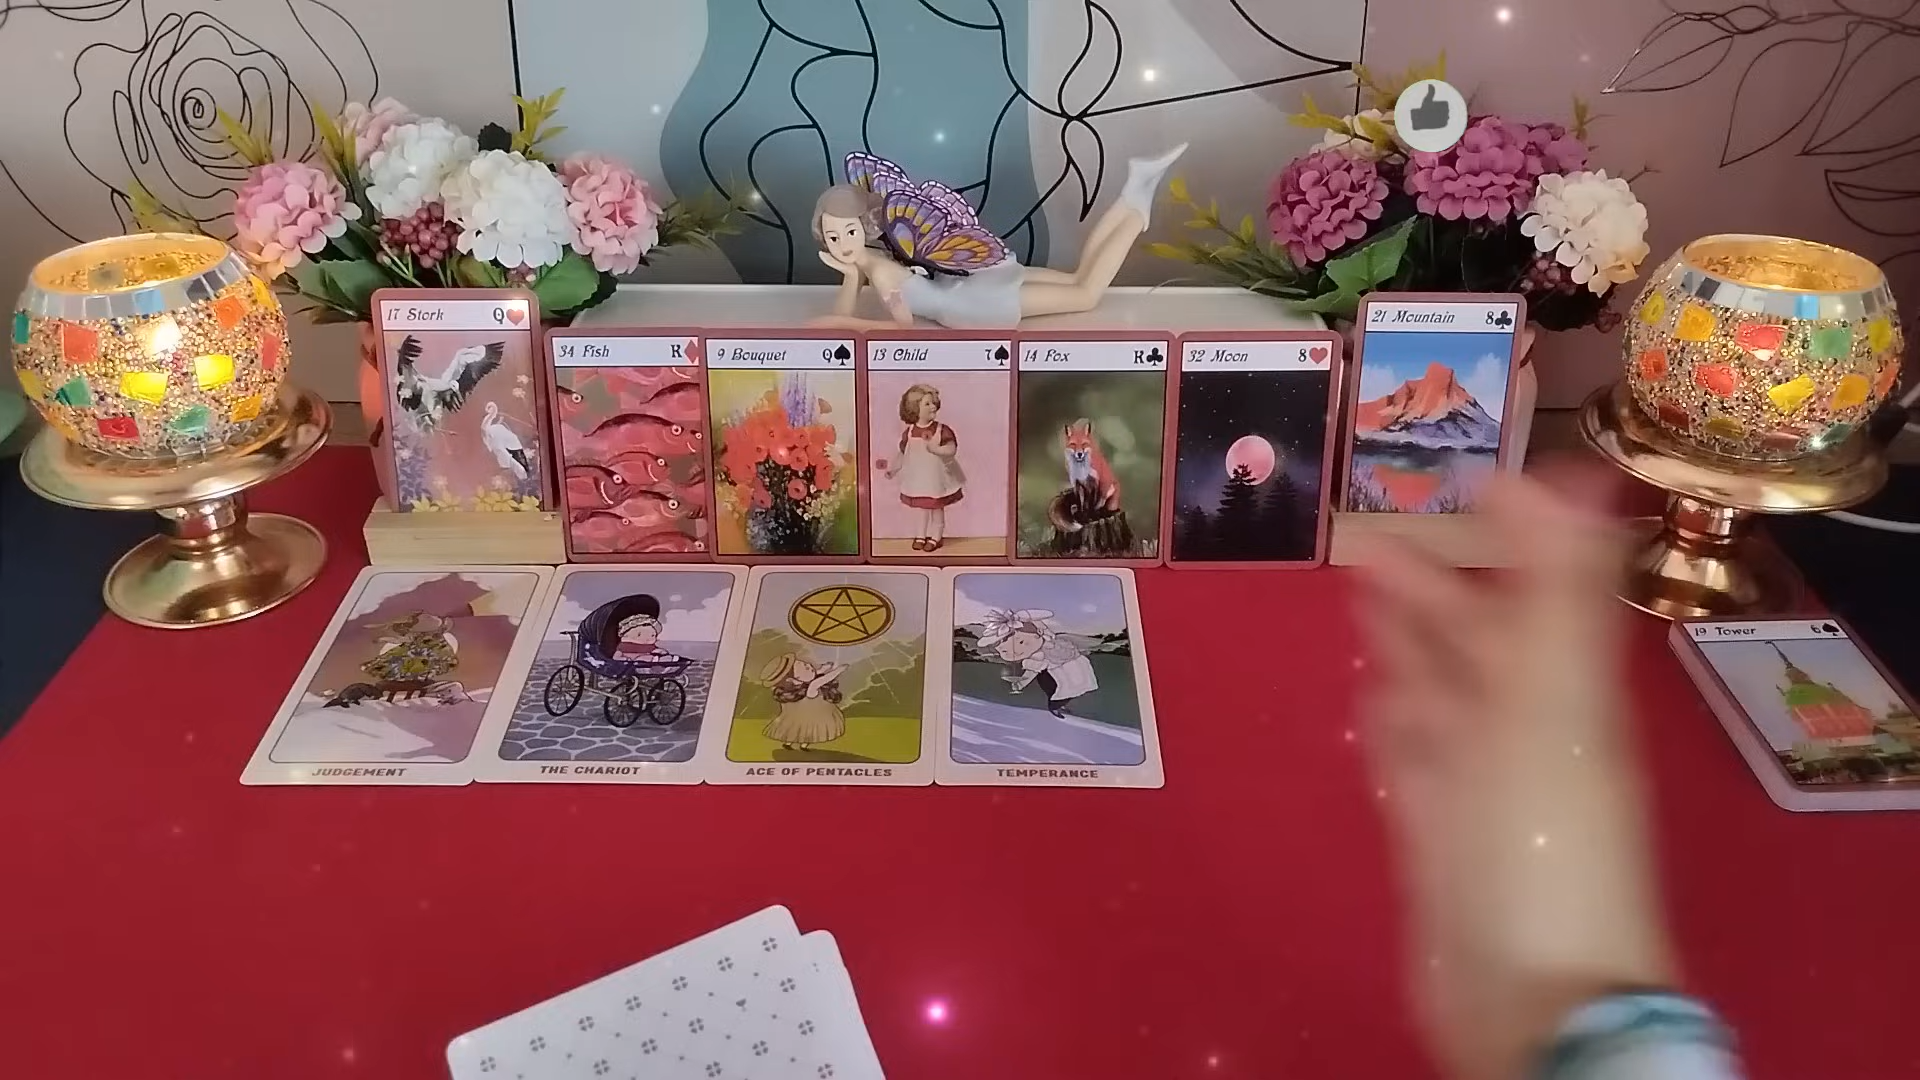 17 Stork Q
34 Fish K
9 Bouquet Q
13 Child 7
14 Fox K
32 Moon 8
21 Mountain 8
19 Tower 6
JUDGEMENT
THE CHARIOT
ACE OF PENTACLES
TEMPERANCE